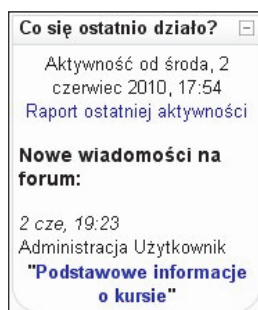 Co się ostatnio działo?
Aktywność od środa, 2
czerwiec 2010, 17:54
Raport ostatniej aktywności
Nowe wiadomości na
forum:
2 cze, 19:23
Administracja Użytkownik
"Podstawowe informacje
o kursie"